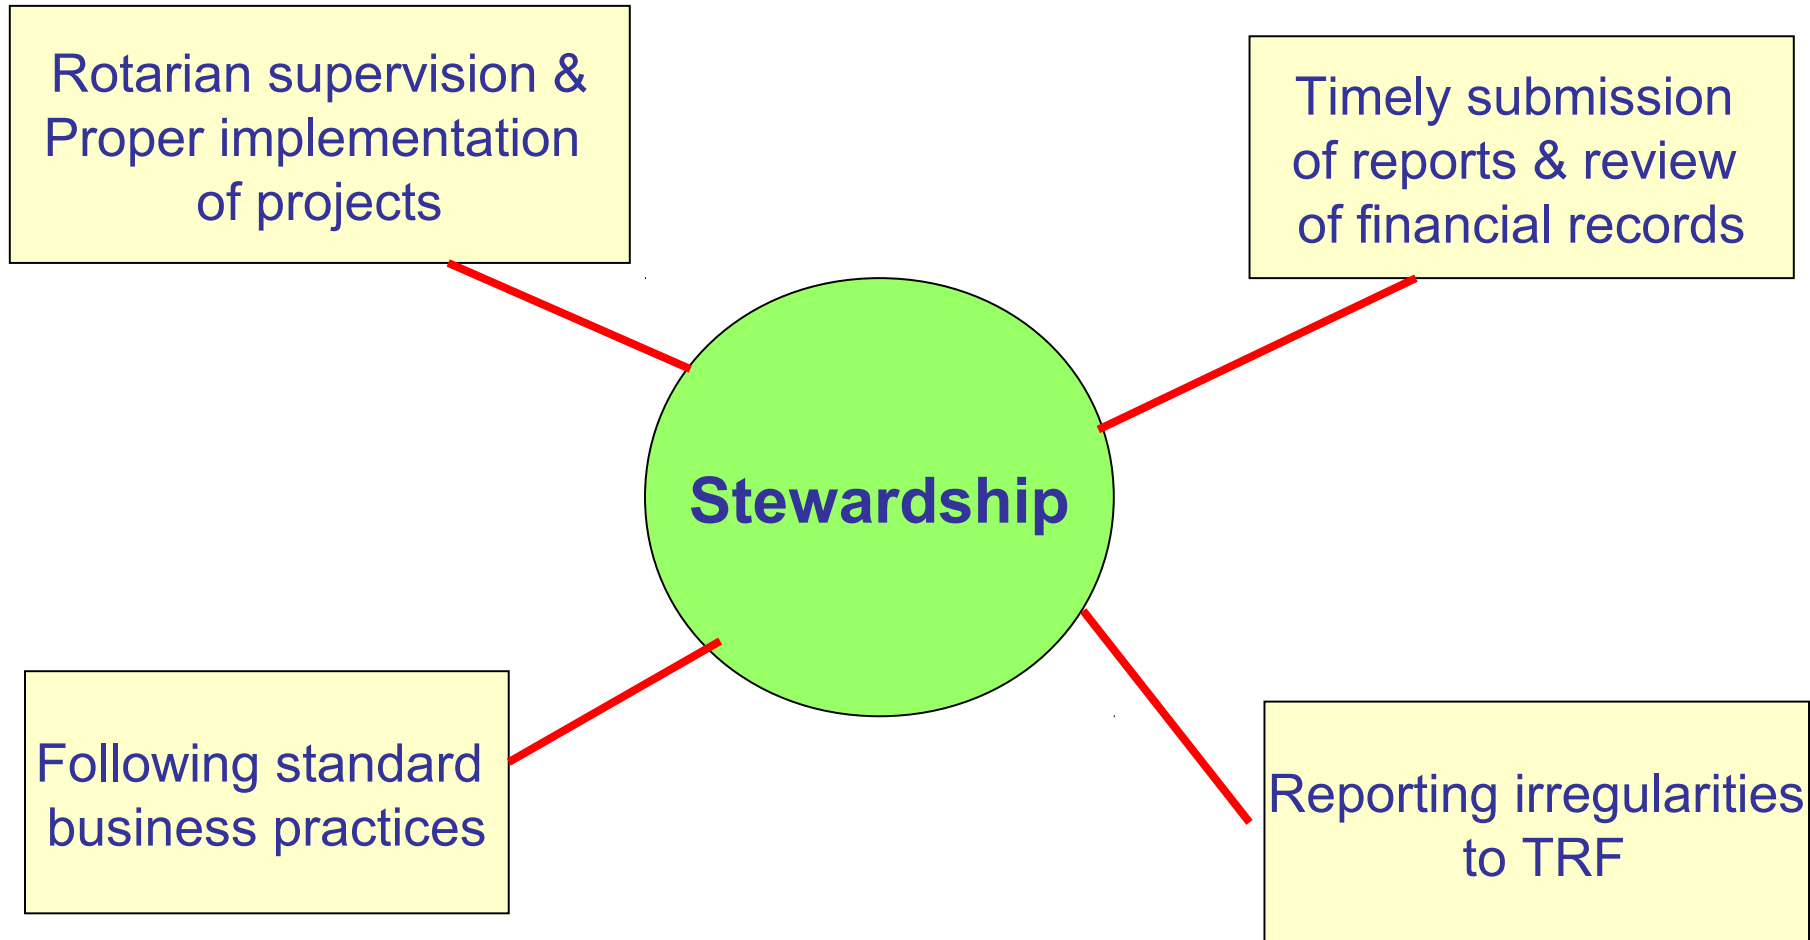 Rotarian supervision &
Proper implementation
of projects
Timely submission
of reports & review
of financial records
Stewardship
Following standard
business practices
Reporting irregularities
to TRF